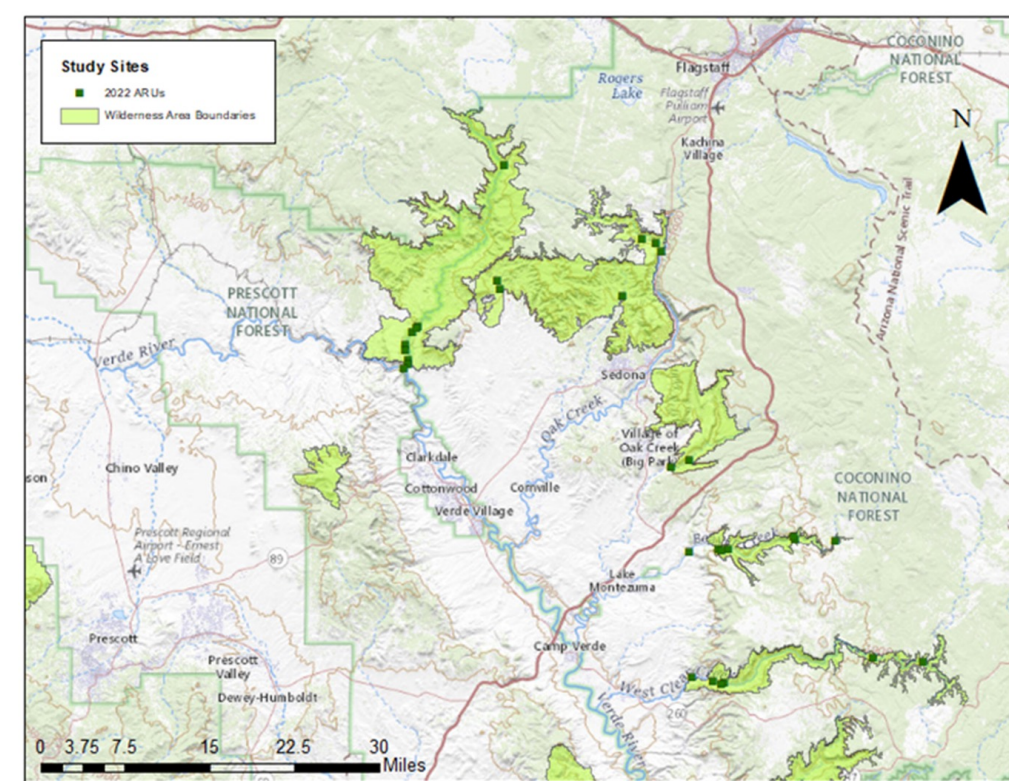 Study Sites
2022 ARUs
Wilderness Area Boundaries
Flagstaff
COCONINO
NATIONAL
FOREST
Rogers
Lake
Flagstaff
Pulliam
Airport
Kachina
Village
N
Arizona National Scenic Trail
PRESCOTT
NATIONAL
FOREST
Verde River
Sedona
Oak Creek
Village of
Oak Creek
(Big Park)
Clarkdale
Chino Valley
son
Cottonwood
Cornville
Verde Village
COCONINO
NATIONAL
FOREST
Prescott Regional
Airport - Ernest
A Love Field
89
Lake
Montezuma
Prescott
Camp Verde
Prescott
Valley
Dewey-Humboldt
West Clea
260
Verde River
0 3.75 7.5 15 22.5 30
Miles